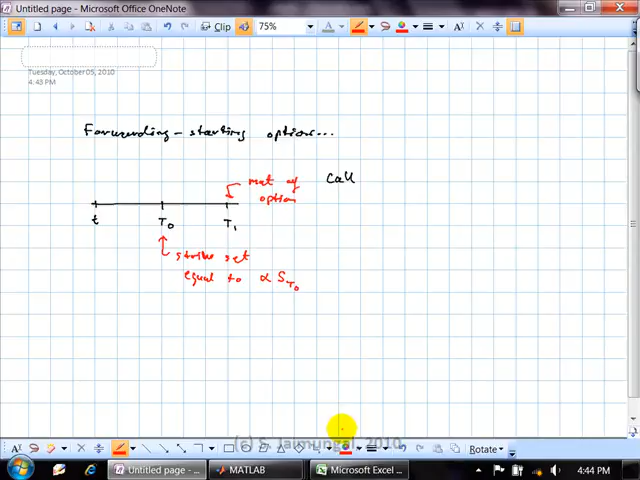 Untitled page - Microsoft Office OneNote
Clip
75%
Tuesday, October 05, 2010
4:43 PM
Forwarding-starting option...
mat of
option
call
t
T0
T1
strike set
equal to α ST0
(c) S. Jaimungal, 2010
Rotate
Untitled page - ...
MATLAB
Microsoft Excel ...
4:44 PM